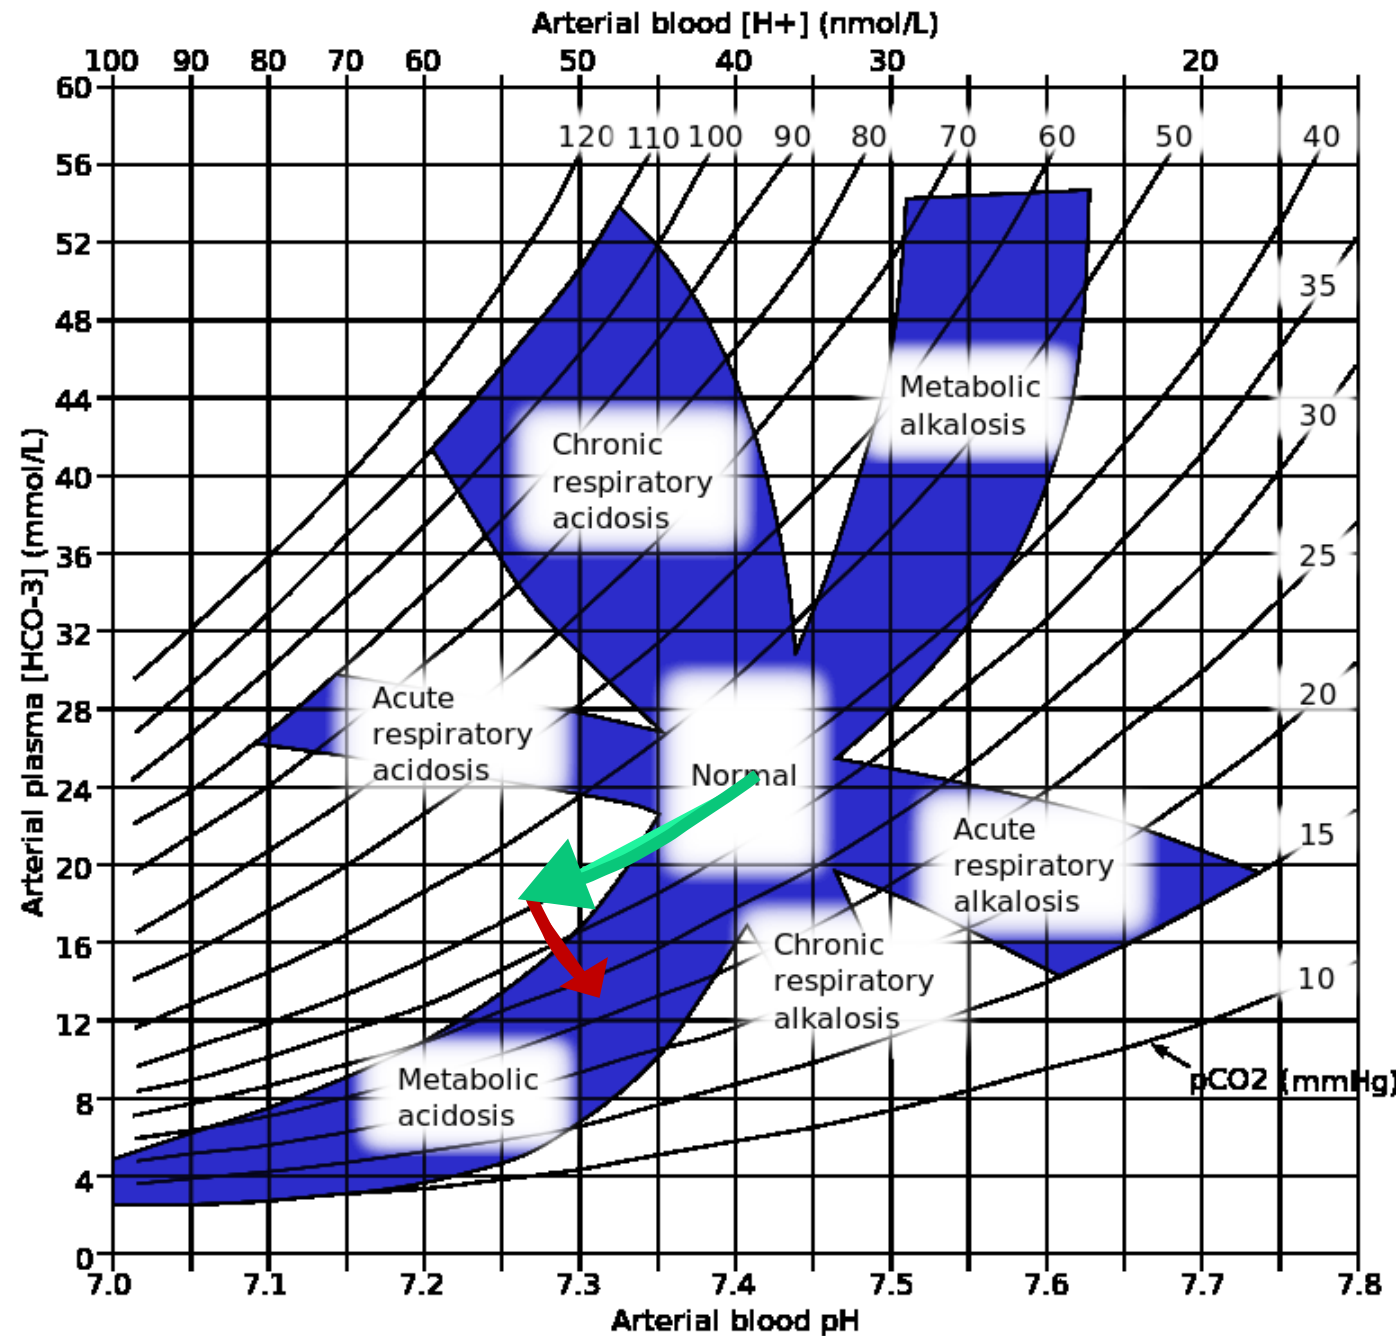 Arterial blood [H+] (nmol/L)
100 90 80 70 60 50 40 30 20
60
120 110 100 90 80 70 60 50 40
56
52
35
48
Metabolic
alkalosis
44
30
Chronic
respiratory
acidosis
40
36
25
32
Acute
respiratory
acidosis
28
20
Normal
24
Acute
respiratory
alkalosis
15
20
16
Chronic
respiratory
alkalosis
10
12
Metabolic
acidosis
pCO2 (mmHg)
8
4
0
Arterial plasma [HCO-3] (mmol/L)
7.0 7.1 7.2 7.3 7.4 7.5 7.6 7.7 7.8
Arterial blood pH